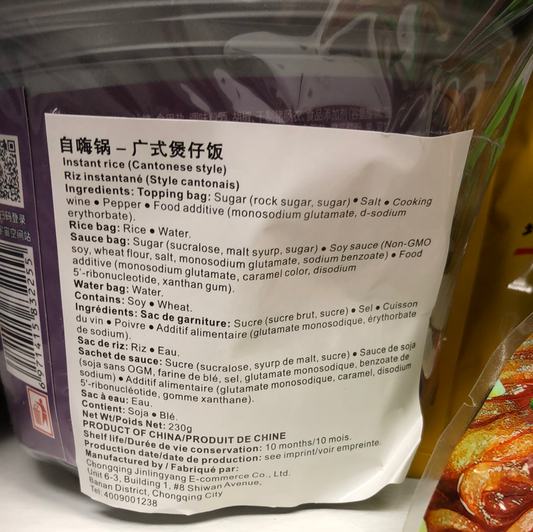 自嗨锅 – 广式煲仔饭
Instant rice (Cantonese style)
Riz instantané (Style cantonais)
Ingredients: Topping bag: Sugar (rock sugar, sugar) ● Salt ● Cooking
wine ● Pepper ● Food additive (monosodium glutamate, d-sodium
erythorbate).
Rice bag: Rice ● Water.
Sauce bag: Sugar (sucralose, malt syurp, sugar) ● Soy sauce (Non-GMO
soy, wheat flour, salt, monosodium glutamate, sodium benzoate) ● Food
additive (monosodium glutamate, caramel color, disodium
5'-ribonucleotide, xanthan gum).
Water bag: Water.
Contains: Soy ● Wheat.
Ingrédients: Sac de garniture: Sucre (sucre brut, sucre) ● Sel ● Cuisson
du vin ● Poivre ● Additif alimentaire (glutamate monosodique, érythorbate
de sodium).
Sac de riz: Riz ● Eau.
Sachet de sauce: Sucre (sucralose, syurp de malt, sucre) ● Sauce de soja
(soja sans OGM, farine de blé, sel, glutamate monosodique, benzoate de
sodium) ● Additif alimentaire (glutamate monosodique, caramel, disodium
5'-ribonucléotide, gomme xanthane).
Sac à eau: Eau.
Contient: Soja ● Blé.
Net Wt/Poids Net: 230g
PRODUCT OF CHINA/PRODUIT DE CHINE
Shelf life/Durée de vie conservation: 10 months/10 mois.
Production date/date de production: see imprint/voir empreinte.
Manufactured by / Fabriqué par:
Chongqing Jinlingyang E-commerce Co., Ltd.
Unit 6-3, Building 1, #8 Shiwan Avenue,
Banan District, Chongqing City
Tel: 4009001238
6 971415 832255